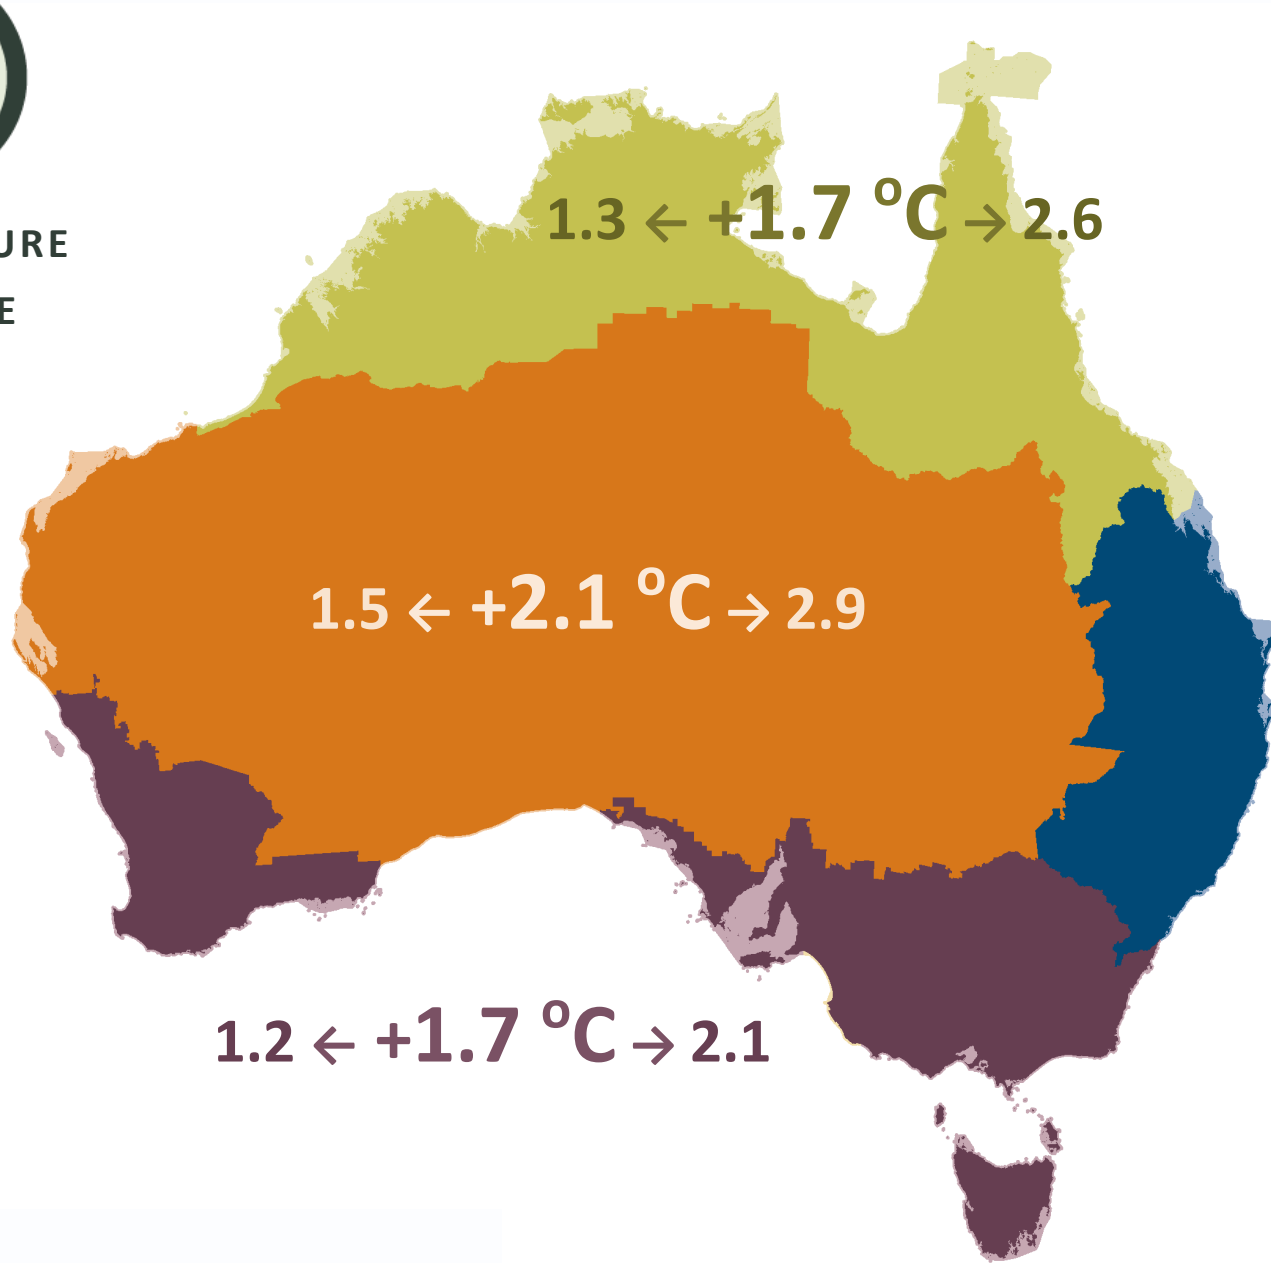 URE
E
1.3 ← +1.7 °C → 2.6
1.5 ← +2.1 °C → 2.9
1.2 ← +1.7 °C → 2.1